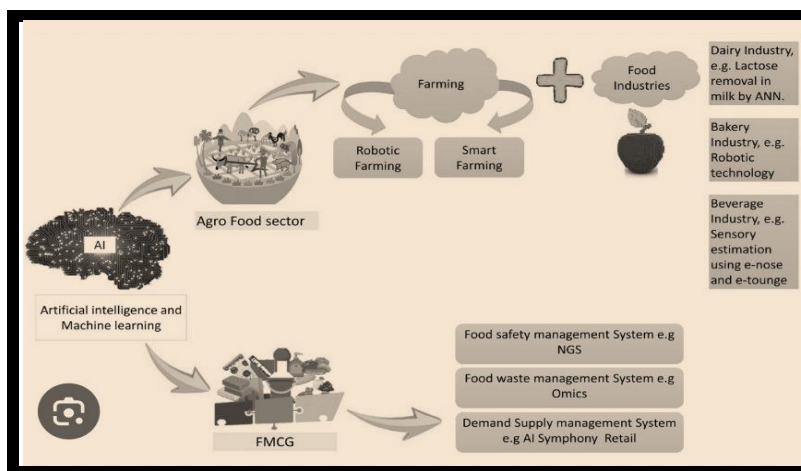 AI
Artificial intelligence and
Machine learning
Agro Food sector
Farming
Robotic
Farming
Smart
Farming
Food
Industries
Dairy Industry,
e.g. Lactose
removal in
milk by ANN.
Bakery
Industry, e.g.
Robotic
technology
Beverage
Industry, e.g.
Sensory
estimation
using e-nose
and e-tounge
FMCG
Food safety management System e.g
NGS
Food waste management System e.g
Omics
Demand Supply management System
e.g AI Symphony Retail